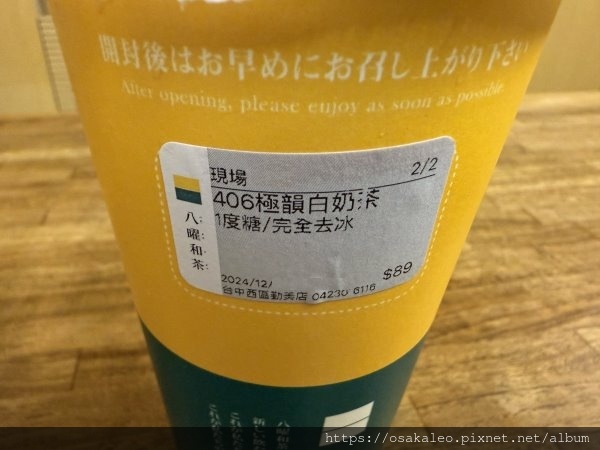 開封後はお早めにお召し上がり下さい
After opening, please enjoy as soon as possible.
現場 2/2
406極韻白奶茶
1度糖/完全去冰
八曜和茶
$89
2024/12/
台中西區勤美店 04230 6116
https://osakaleo.pixnet.net/album